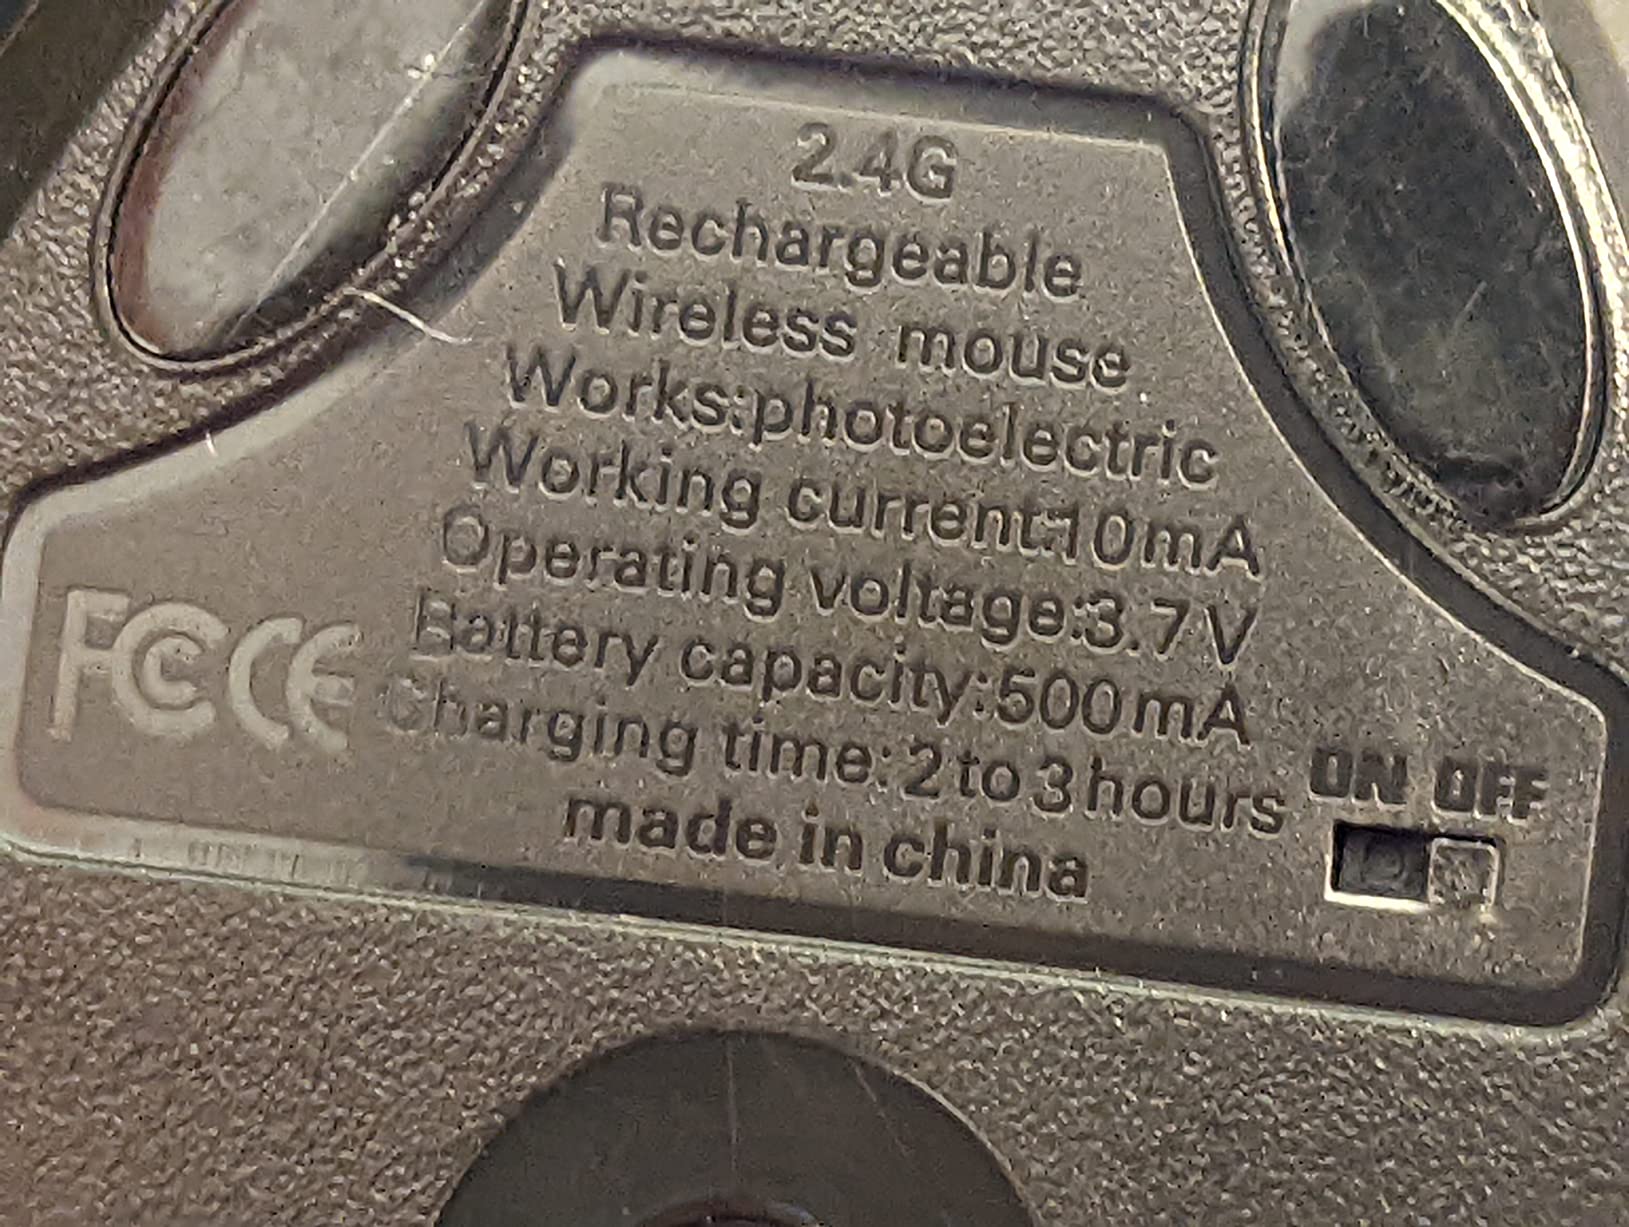 2.4G
Rechargeable
Wireless mouse
Works:photoelectric
Working current:10mA
Operating voltage:3.7V
Battery capacity:500mA
Charging time:2 to 3 hours
made in china
FC CE
ON OFF